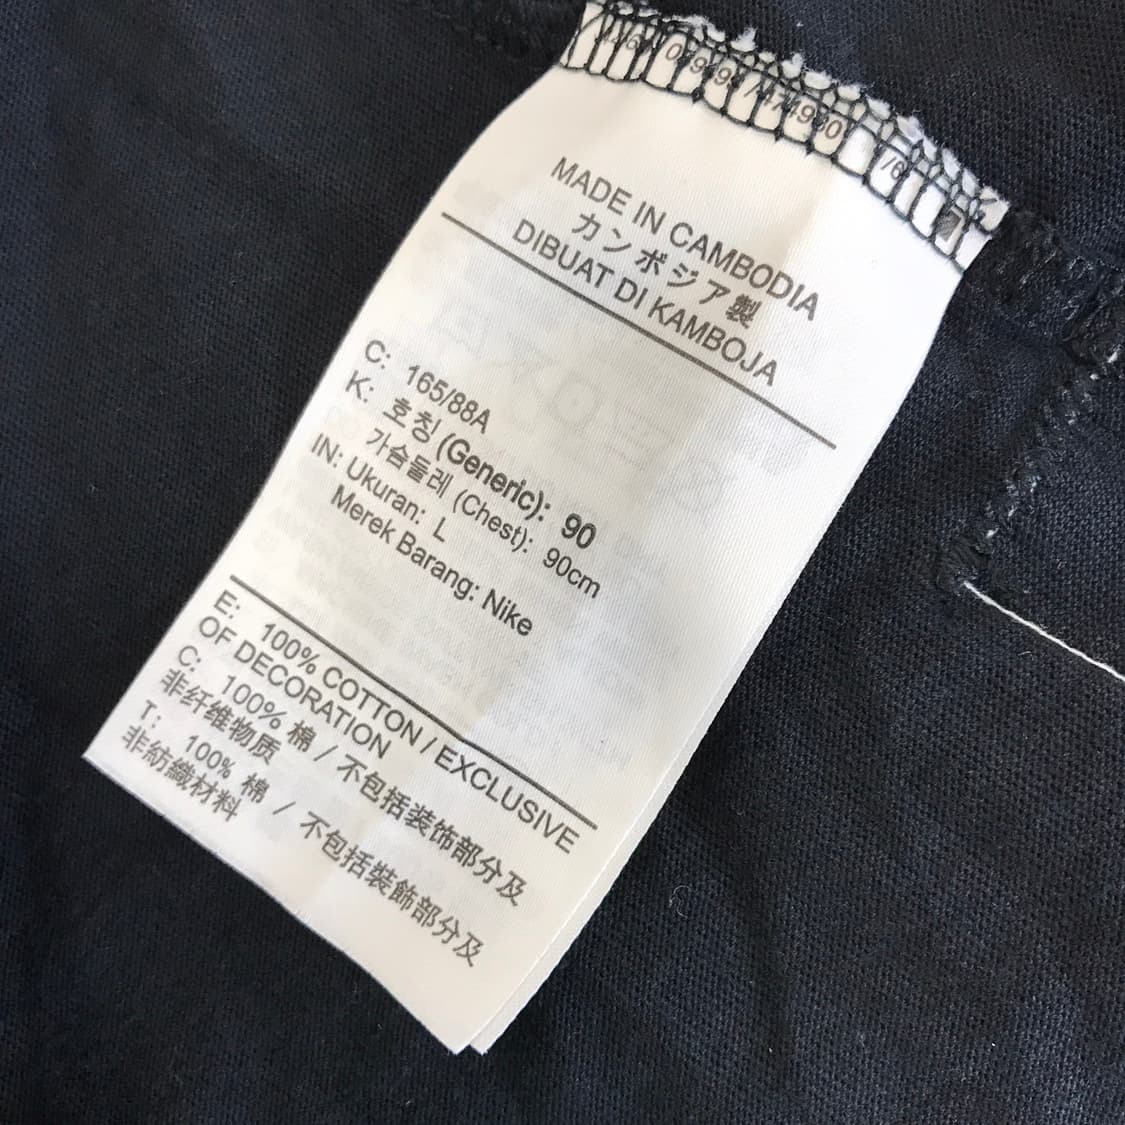 MADE IN CAMBODIA
カンボジア製
DIBUAT DI KAMBOJA
C: 165/88A
K: 호칭 (Generic): 90
가슴둘레 (Chest): 90cm
IN: Ukuran: L
Merek Barang: Nike
E: 100% COTTON / EXCLUSIVE
OF DECORATION
C: 100% 棉 / 不包括装饰部分及
非纤维物质
T: 100% 棉 / 不包括裝飾部分及
非紡織材料